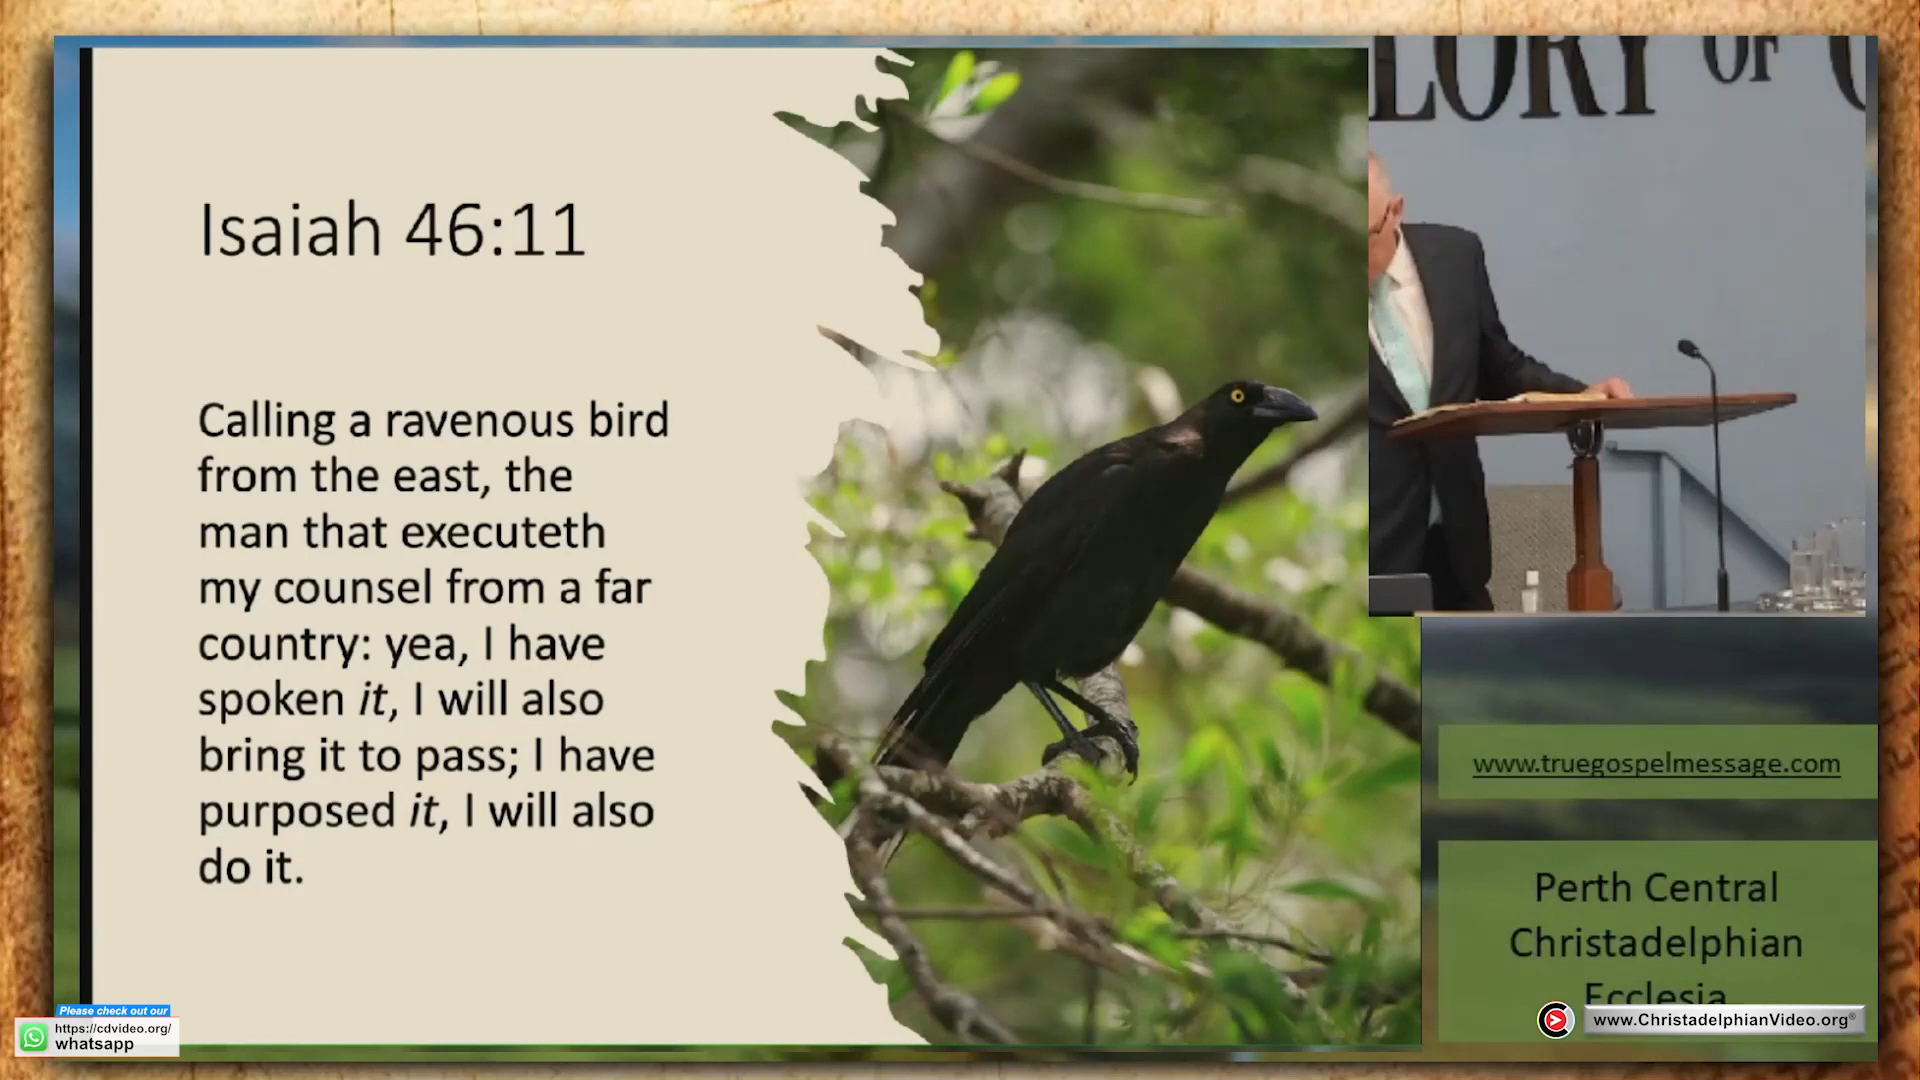 Isaiah 46:11
Calling a ravenous bird
from the east, the
man that executeth
my counsel from a far
country: yea, I have
spoken it, I will also
bring it to pass; I have
purposed it, I will also
do it.
LORY OF
www.truegospelmessage.com
Perth Central
Christadelphian
Ecclesia
www.ChristadelphianVideo.org®
Please check out our
https://cdvideo.org/
whatsapp